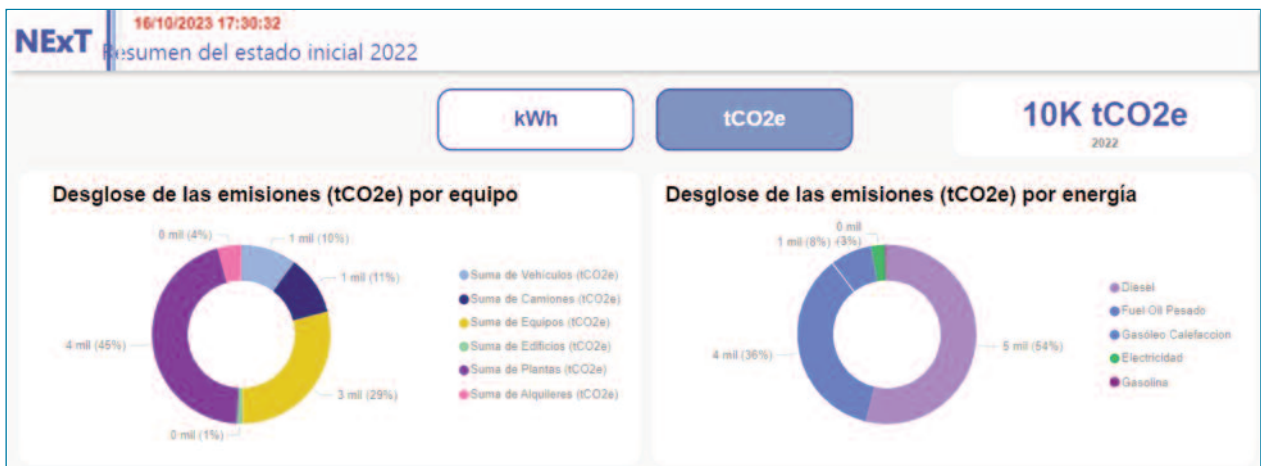 NExT
16/10/2023 17:30:32
Resumen del estado inicial 2022
kWh
tCO2e
10K tCO2e
2022
Desglose de las emisiones (tCO2e) por equipo
0 mil (4%)
1 mil (10%)
1 mil (11%)
4 mil (45%)
3 mil (29%)
0 mil (1%)
Suma de Vehículos (tCO2e)
Suma de Camiones (tCO2e)
Suma de Equipos (tCO2e)
Suma de Edificios (tCO2e)
Suma de Plantas (tCO2e)
Suma de Alquileres (tCO2e)
Desglose de las emisiones (tCO2e) por energía
0 mil
(3%)
1 mil (8%)
4 mil (36%)
5 mil (54%)
Diesel
Fuel Oil Pesado
Gasóleo Calefaccion
Electricidad
Gasolina